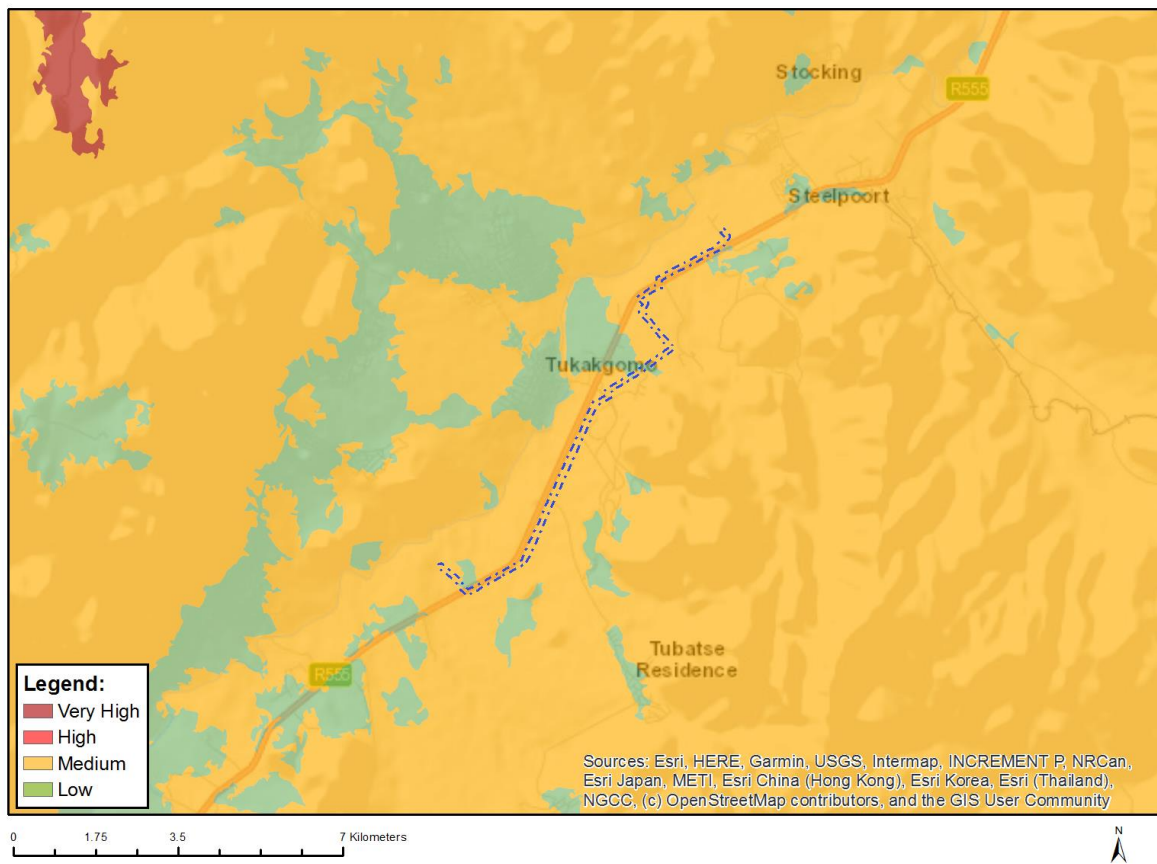 Stocking
R555
Steelpoort
Tukakgomo
Tubatse
Residence
R555
Legend:
Very High
High
Medium
Low
Sources: Esri, HERE, Garmin, USGS, Intermap, INCREMENT P, NRCan,
Esri Japan, METI, Esri China (Hong Kong), Esri Korea, Esri (Thailand),
NGCC, (c) OpenStreetMap contributors, and the GIS User Community
0 1.75 3.5 7 Kilometers
N